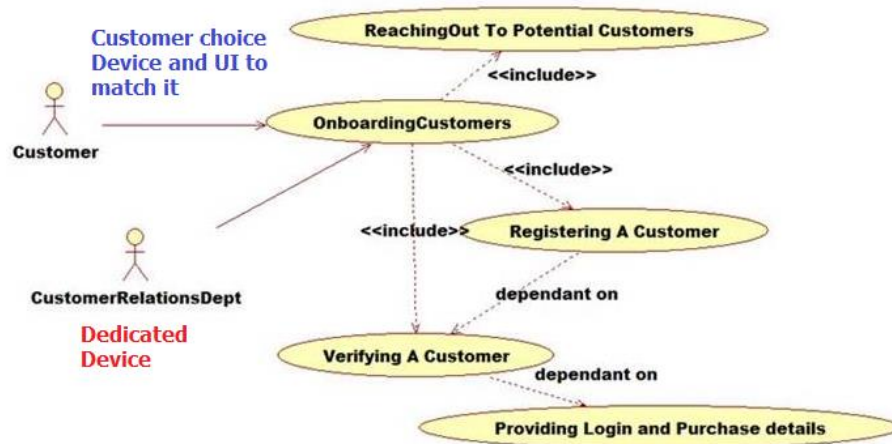 ReachingOut To Potential Customers
Customer choice
Device and UI to
match it
<<include>>
OnboardingCustomers
Customer
<<include>>
<<include>>
Registering A Customer
CustomerRelationsDept
dependant on
Dedicated
Device
Verifying A Customer
dependant on
Providing Login and Purchase details